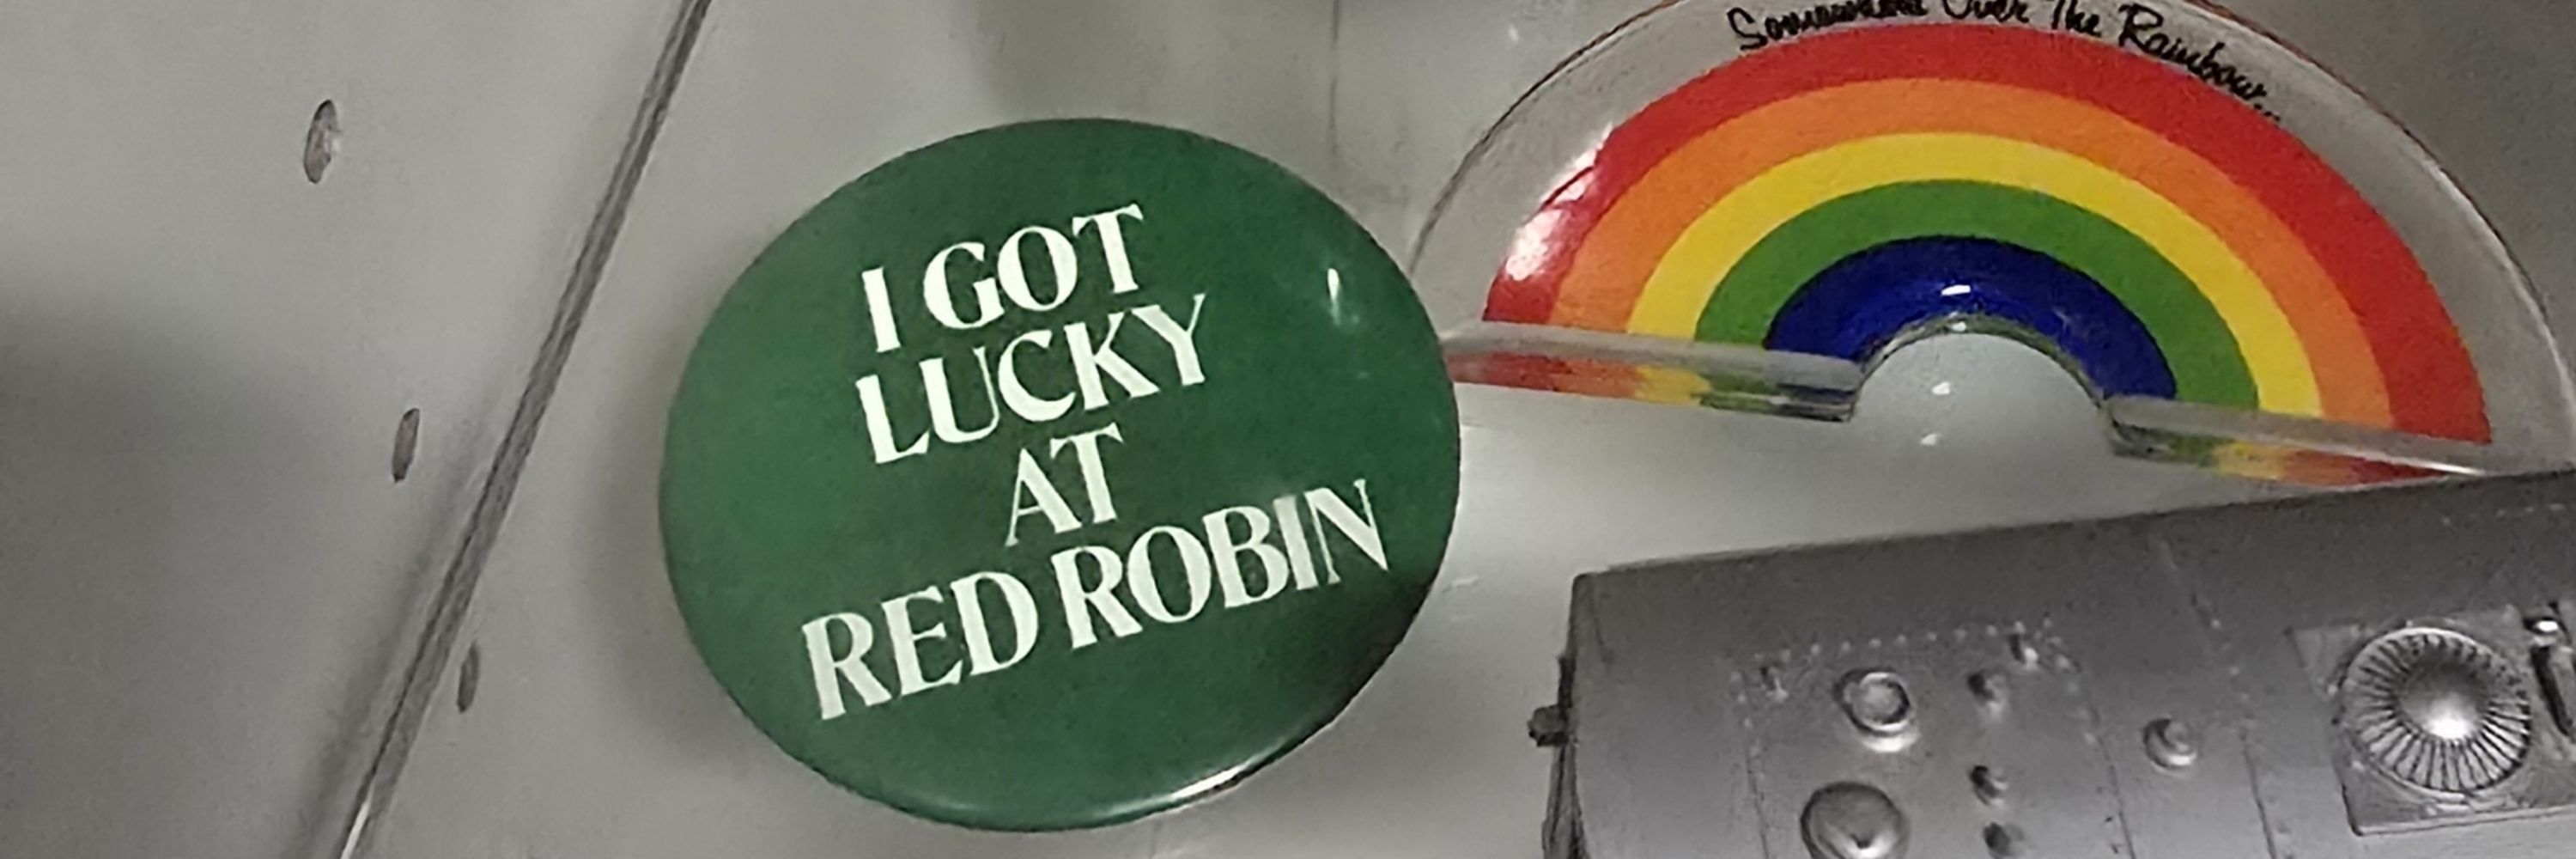 I GOT
LUCKY
AT
RED ROBIN
Somewhere Over The Rainbow...